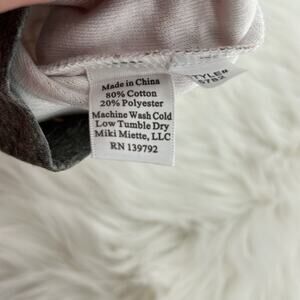 Made in China
80% Cotton
20% Polyester
Machine Wash Cold
Low Tumble Dry
Miki Miette, LLC
RN 139792